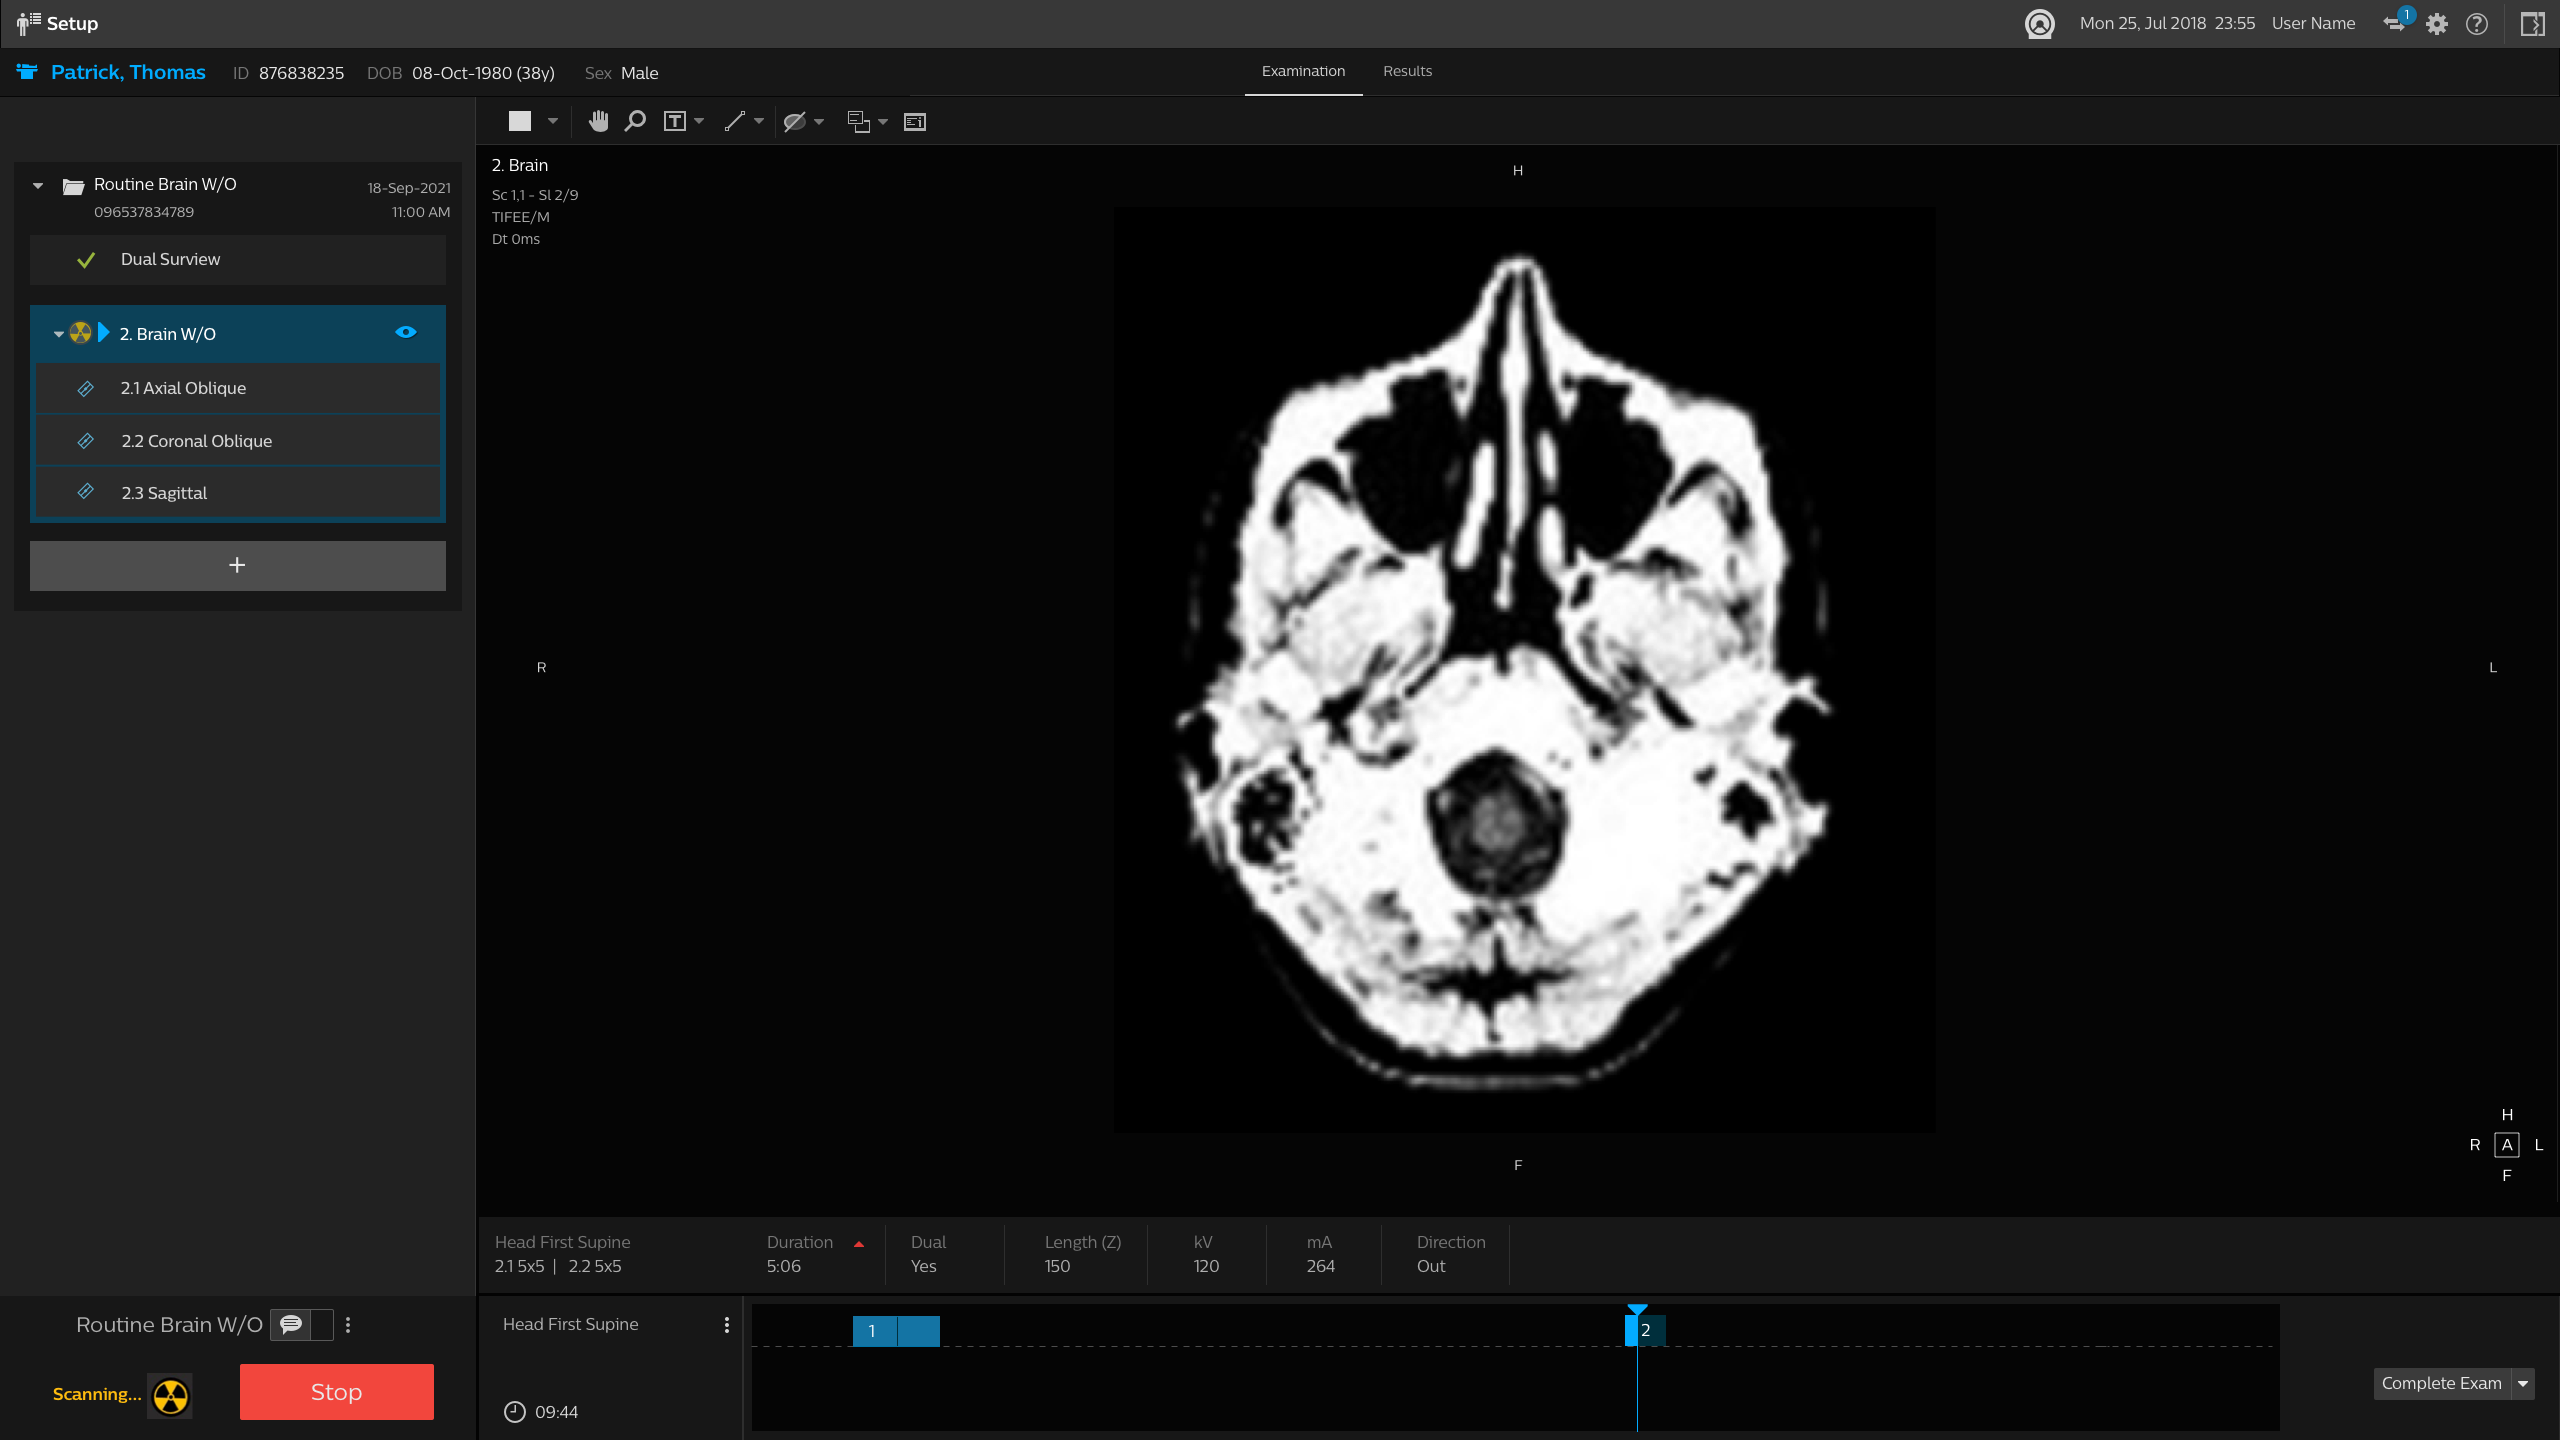 Setup
Mon 25, Jul 2018 23:55 User Name 1
Patrick, Thomas ID 876838235 DOB 08-Oct-1980 (38y) Sex Male
Examination Results
T
Routine Brain W/O 18-Sep-2021
096537834789 11:00 AM
Dual Surview
2. Brain W/O
2.1 Axial Oblique
2.2 Coronal Oblique
2.3 Sagittal
+
2. Brain
Sc 1,1 - Sl 2/9
TIFEE/M
Dt 0ms
H
R
L
F
H
R A L
F
Head First Supine Duration Dual Length (Z) kV mA Direction
2.1 5x5 | 2.2 5x5 5:06 Yes 150 120 264 Out
Routine Brain W/O
Scanning... Stop
Head First Supine
09:44
1
2
Complete Exam